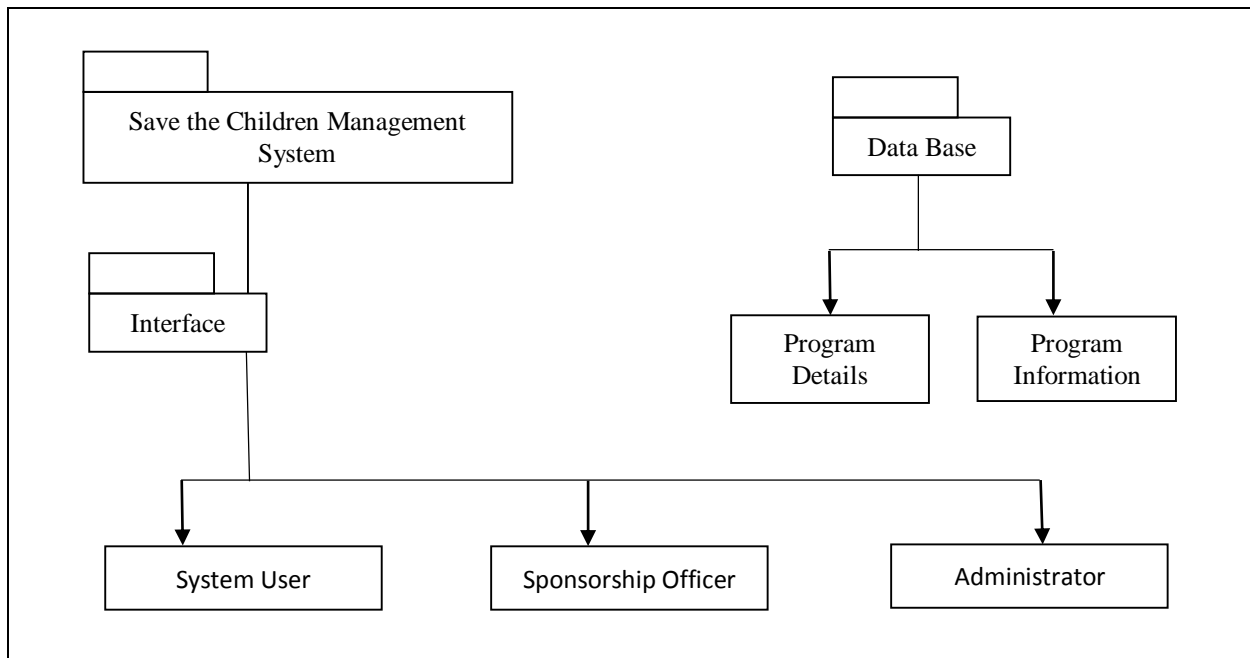 Save the Children Management
System
Data Base
Interface
Program
Details
Program
Information
System User
Sponsorship Officer
Administrator